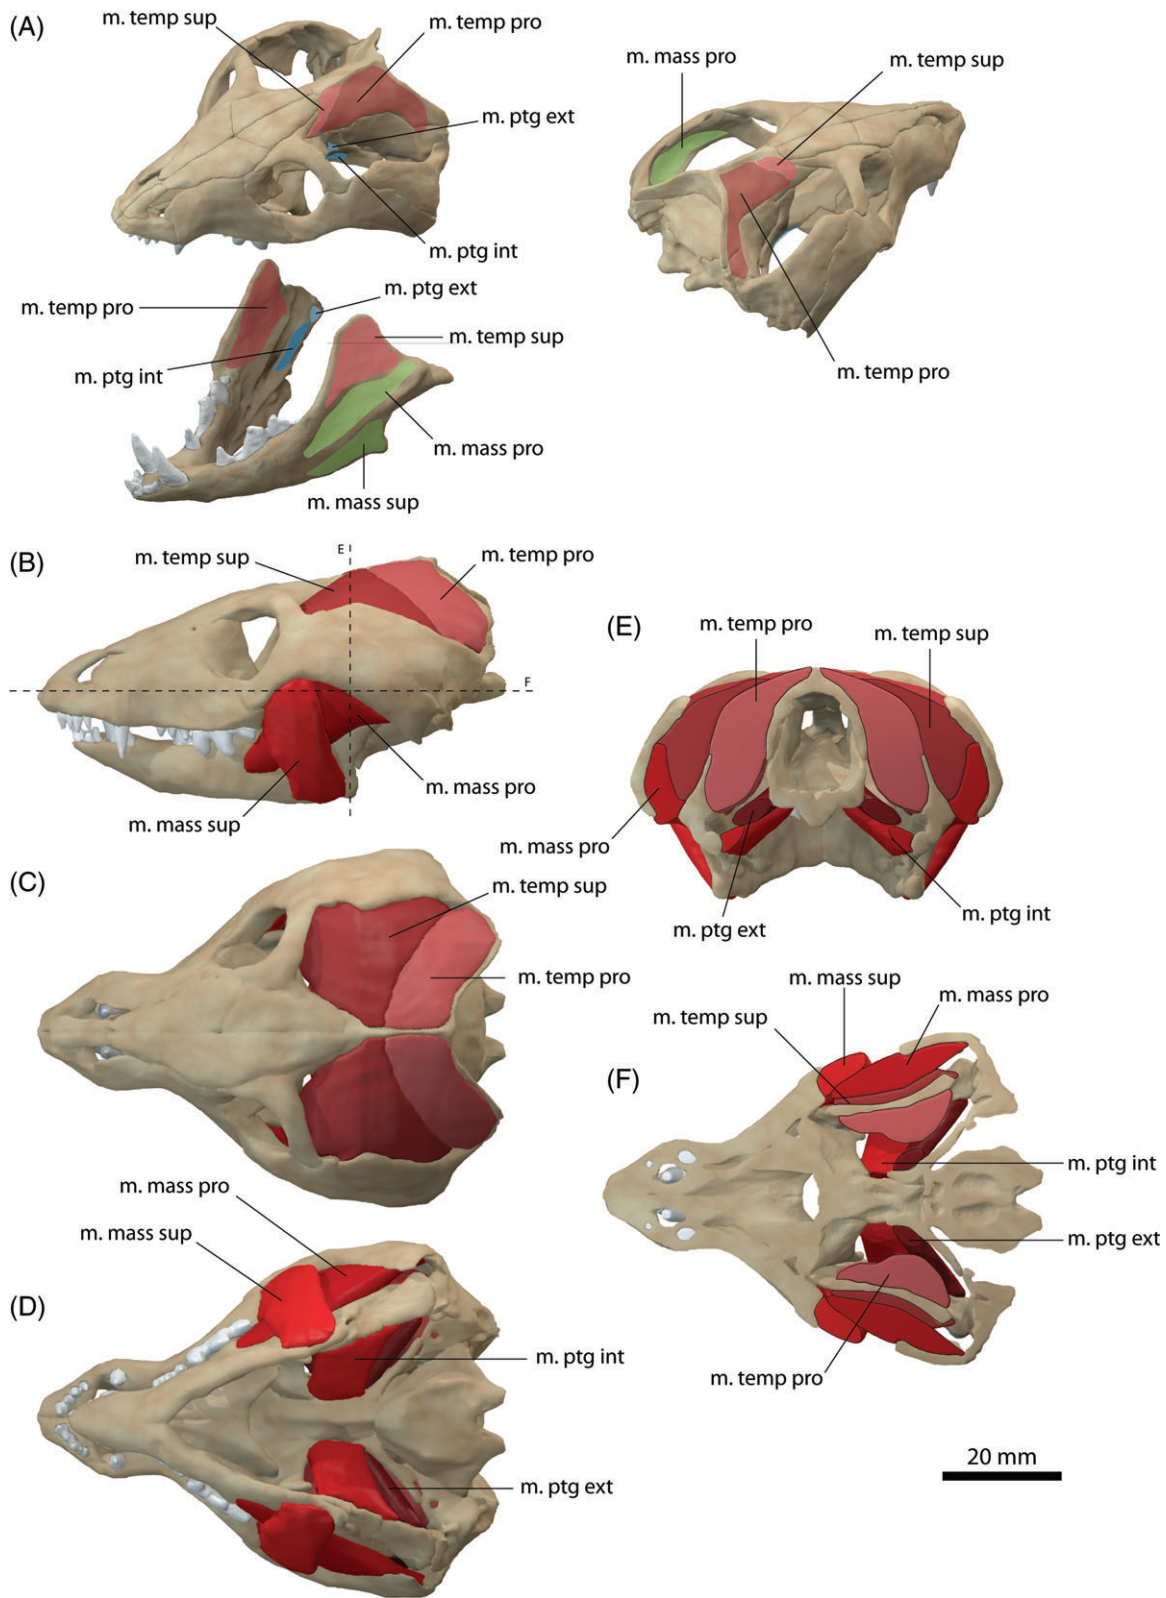 (A)
m. temp sup
m. temp pro
m. ptg ext
m. ptg int
m. mass pro
m. temp sup
m. temp pro
m. temp pro
m. ptg ext
m. temp sup
m. ptg int
m. mass pro
m. mass sup
(B)
m. temp sup
E
m. temp pro
F
m. mass pro
m. mass sup
(C)
m. temp sup
m. temp pro
(D)
m. mass pro
m. mass sup
m. ptg int
m. ptg ext
(E)
m. temp pro
m. temp sup
m. mass pro
m. ptg ext
m. ptg int
(F)
m. mass sup
m. mass pro
m. temp sup
m. ptg int
m. ptg ext
m. temp pro
20 mm